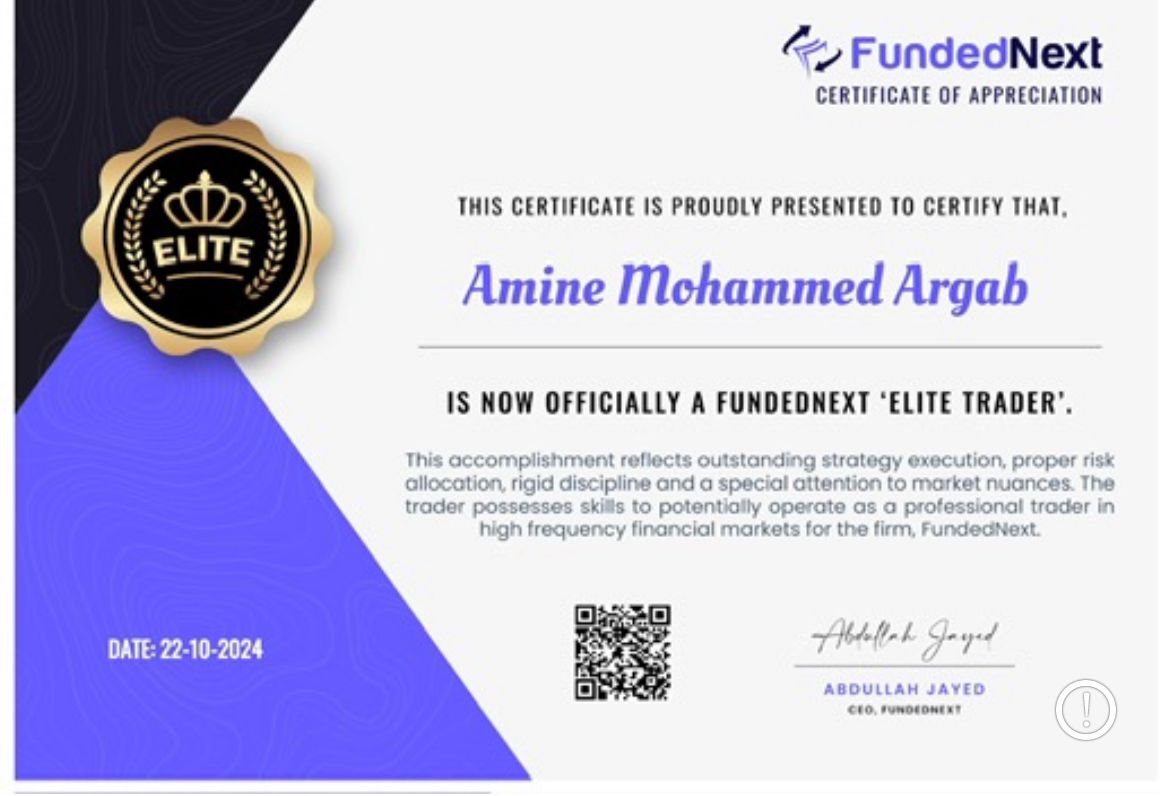 FundedNext
CERTIFICATE OF APPRECIATION
ELITE
THIS CERTIFICATE IS PROUDLY PRESENTED TO CERTIFY THAT,
Amine Mohammed Argab
IS NOW OFFICIALLY A FUNDEDNEXT ‘ELITE TRADER’.
This accomplishment reflects outstanding strategy execution, proper risk
allocation, rigid discipline and a special attention to market nuances. The
trader possesses skills to potentially operate as a professional trader in
high frequency financial markets for the firm, FundedNext.
DATE: 22-10-2024
Abdullah Jayed
ABDULLAH JAYED
CEO, FUNDEDNEXT